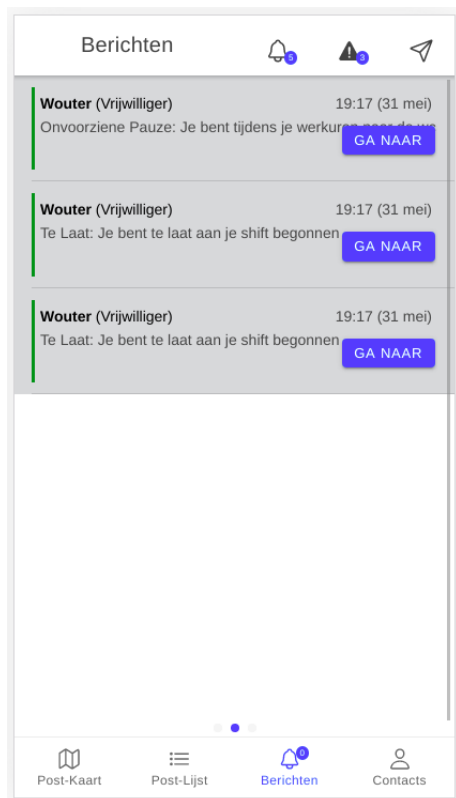 Berichten
5
3
Wouter (Vrijwilliger) 19:17 (31 mei)
Onvoorziene Pauze: Je bent tijdens je werkuren
GA NAAR
Wouter (Vrijwilliger) 19:17 (31 mei)
Te Laat: Je bent te laat aan je shift begonnen
GA NAAR
Wouter (Vrijwilliger) 19:17 (31 mei)
Te Laat: Je bent te laat aan je shift begonnen
GA NAAR
0
Post-Kaart Post-Lijst Berichten Contacts